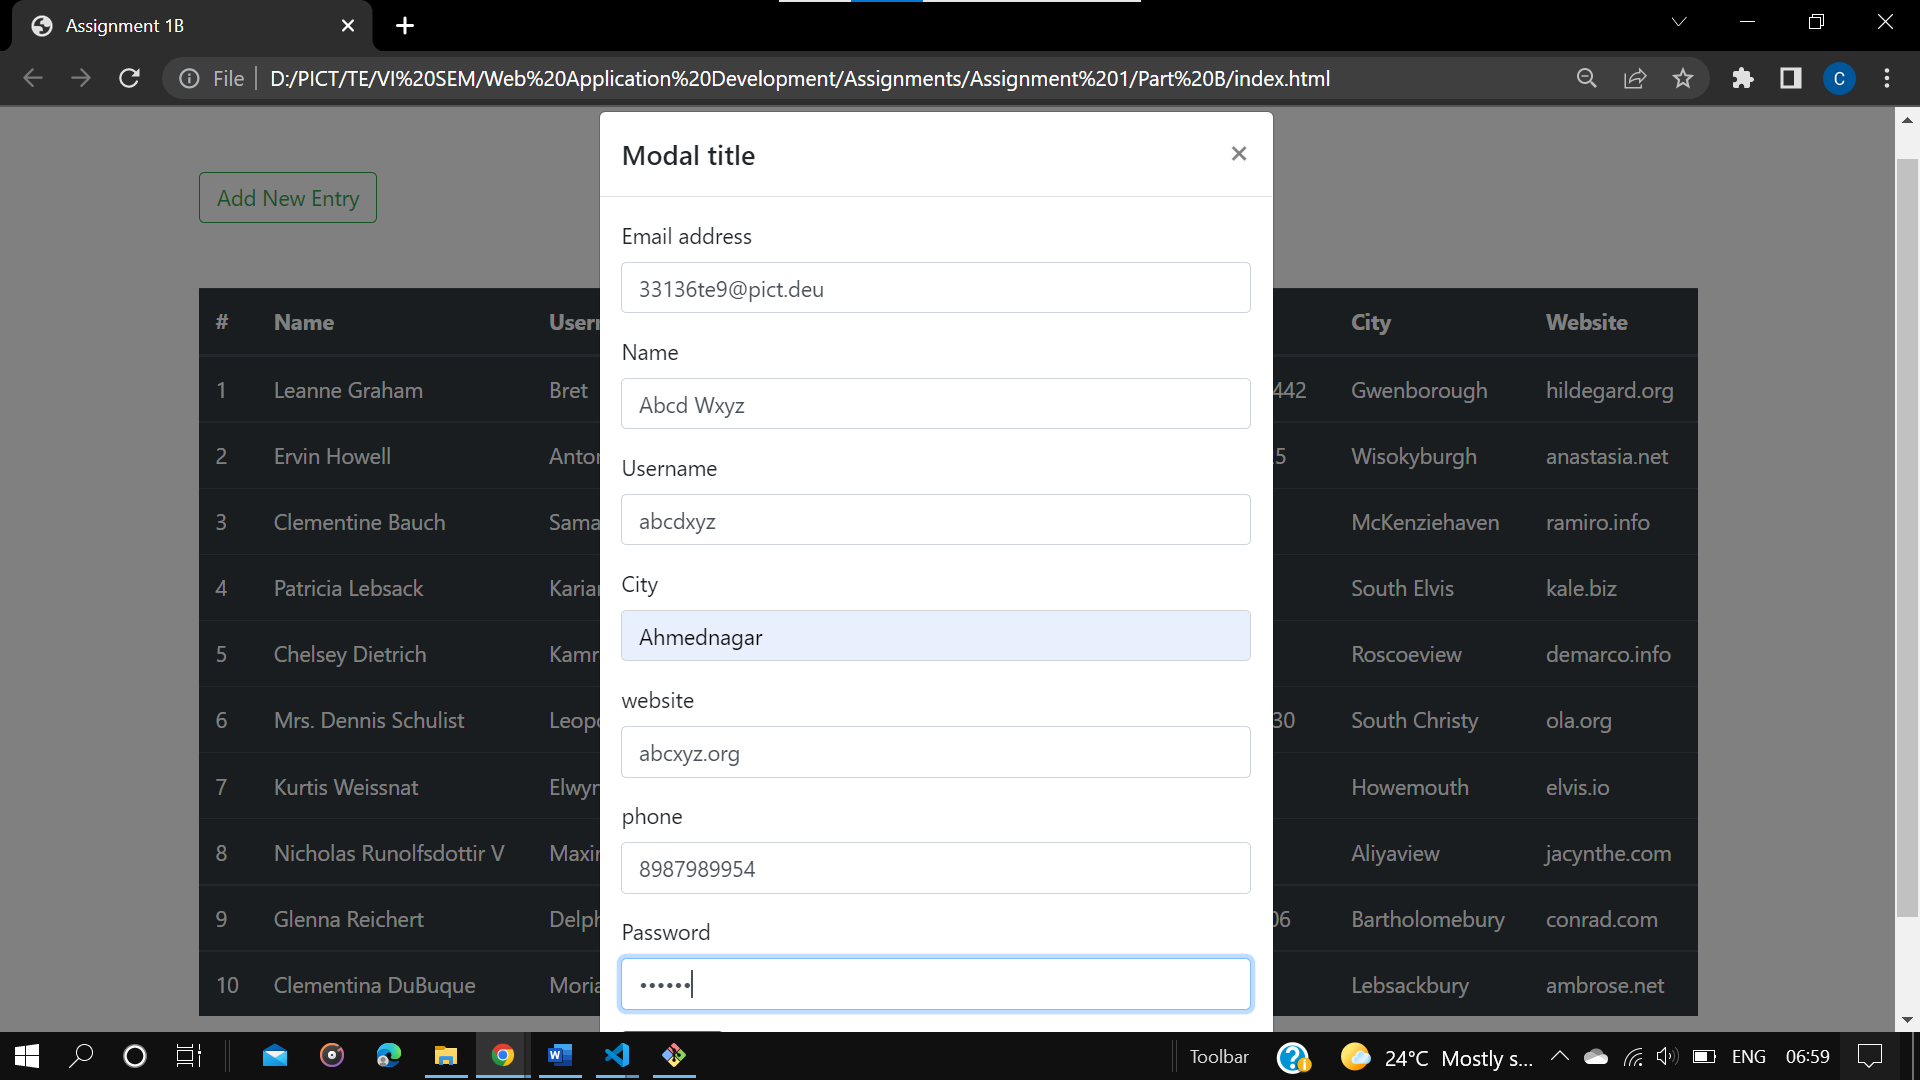 Assignment 1B
File D:/PICT/TE/VI%20SEM/Web%20Application%20Development/Assignments/Assignment%201/Part%20B/index.html
C
Modal title
Add New Entry
Email address
33136te9@pict.deu
Name
Abcd Wxyz
Username
abcdxyz
City
Ahmednagar
website
abcxyz.org
phone
8987989954
Password
••••••
# Name Usern City Website
1 Leanne Graham Bret 442 Gwenborough hildegard.org
2 Ervin Howell Anton .5 Wisokyburgh anastasia.net
3 Clementine Bauch Sama McKenziehaven ramiro.info
4 Patricia Lebsack Karian South Elvis kale.biz
5 Chelsey Dietrich Kamr Roscoeview demarco.info
6 Mrs. Dennis Schulist Leopo 30 South Christy ola.org
7 Kurtis Weissnat Elwyn Howemouth elvis.io
8 Nicholas Runolfsdottir V Maxim Aliyaview jacynthe.com
9 Glenna Reichert Delph 06 Bartholomebury conrad.com
10 Clementina DuBuque Moria Lebsackbury ambrose.net
Toolbar 24°C Mostly s... ENG 06:59